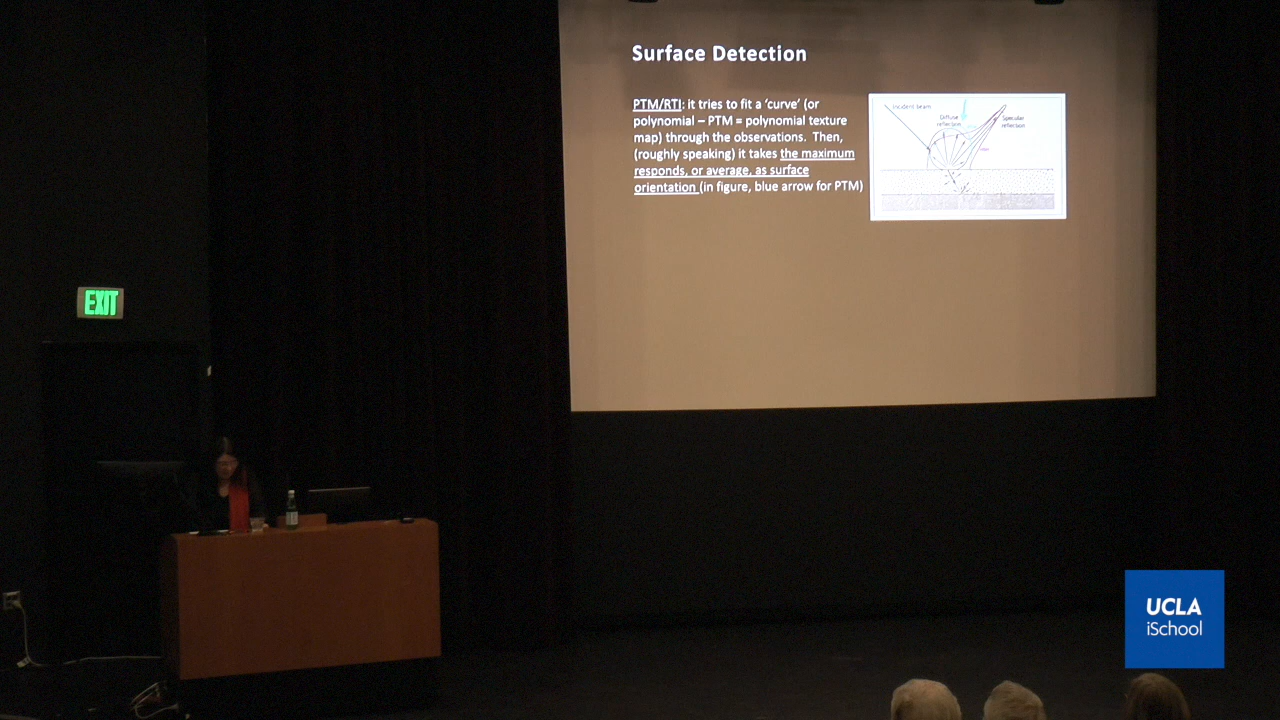 Surface Detection
PTM/RTI: it tries to fit a ‘curve’ (or
polynomial – PTM = polynomial texture
map) through the observations. Then,
(roughly speaking) it takes the maximum
responds, or average, as surface
orientation (in figure, blue arrow for PTM)
Incident beam
Diffuse
reflection
Specular
reflection
EXIT
UCLA
iSchool